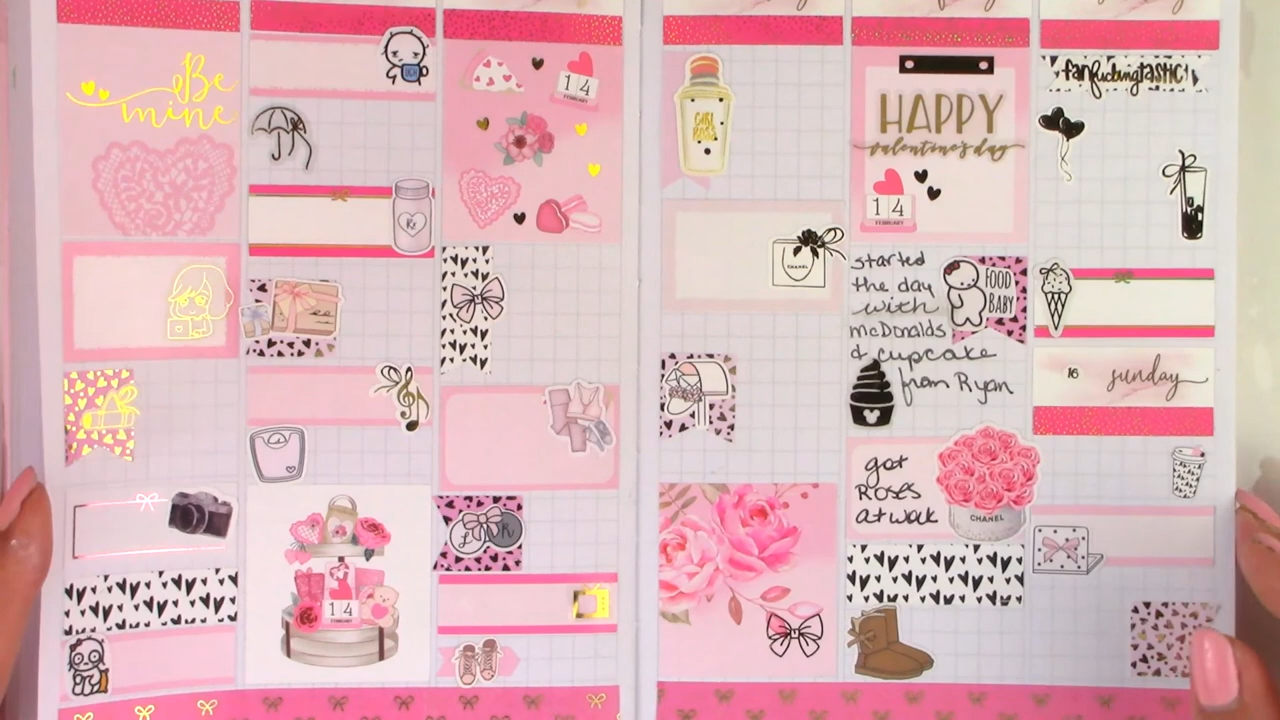 Be
mine
UGH
14
FEBRUARY
14
FEBRUARY
GIRL
BOSS
CHANEL
HAPPY
valentine's day
14
FEBRUARY
started
the day
with
mcDonalds
& cupcake
from Ryan
FOOD
BABY
got
ROSES
at work
CHANEL
fanfuckingtastic
16
sunday